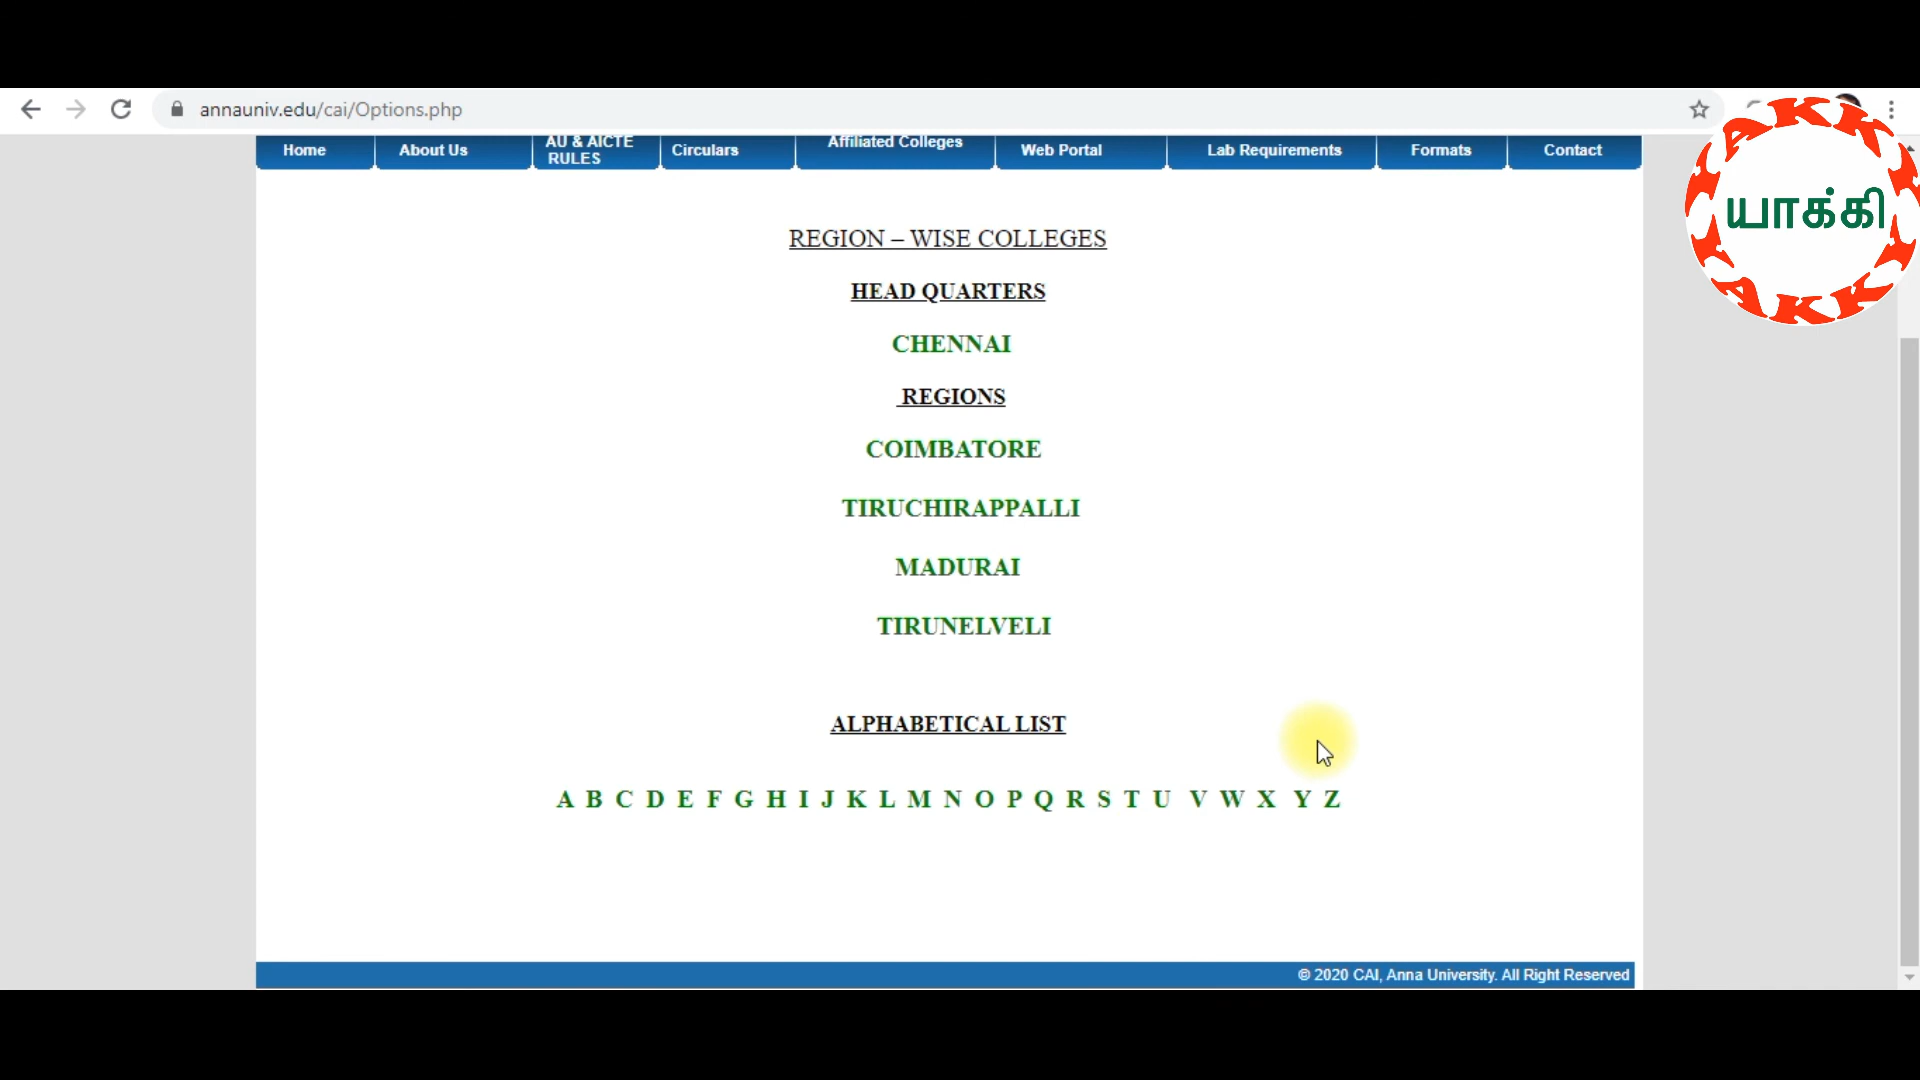 annauniv.edu/cai/Options.php
Home About Us AU & AICTE RULES Circulars Affiliated Colleges Web Portal Lab Requirements Formats Contact
AKKI
யாக்கி
REGION – WISE COLLEGES
HEAD QUARTERS
CHENNAI
REGIONS
COIMBATORE
TIRUCHIRAPPALLI
MADURAI
TIRUNELVELI
ALPHABETICAL LIST
A B C D E F G H I J K L M N O P Q R S T U V W X Y Z
© 2020 CAI, Anna University. All Right Reserved